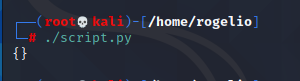 ┌──(root💀kali)-[/home/rogelio]
└─# ./script.py
{}